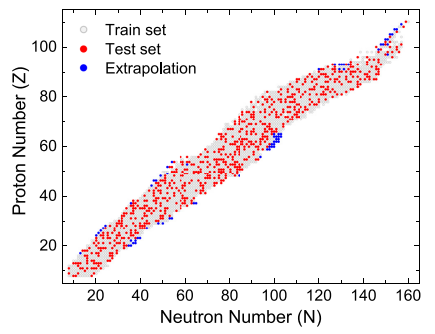 Train set
Test set
Extrapolation
Proton Number (Z)
100
80
60
40
20
20 40 60 80 100 120 140 160
Neutron Number (N)